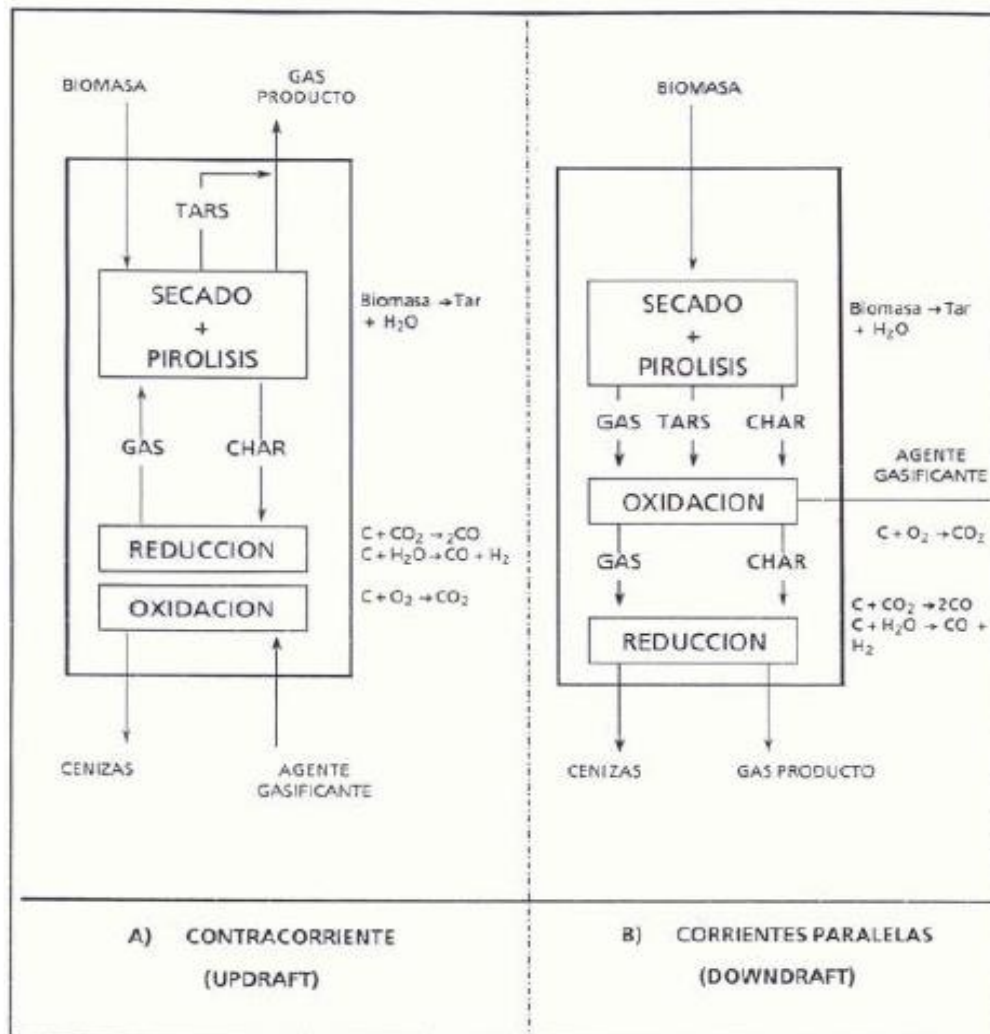 BIOMASA
GAS
PRODUCTO
TARS
SECADO
+
PIROLISIS
Biomasa → Tar
+ H₂O
GAS
CHAR
REDUCCION
C + CO₂ → ₂CO
C + H₂O → CO + H₂
OXIDACION
C + O₂ → CO₂
CENIZAS
AGENTE
GASIFICANTE
A) CONTRACORRIENTE
(UPDRAFT)
BIOMASA
SECADO
+
PIROLISIS
Biomasa → Tar
+ H₂O
GAS TARS CHAR
AGENTE
GASIFICANTE
OXIDACION
C + O₂ → CO₂
GAS
CHAR
C + CO₂ → 2CO
C + H₂O → CO +
H₂
REDUCCION
CENIZAS
GAS PRODUCTO
B) CORRIENTES PARALELAS
(DOWNDRAFT)